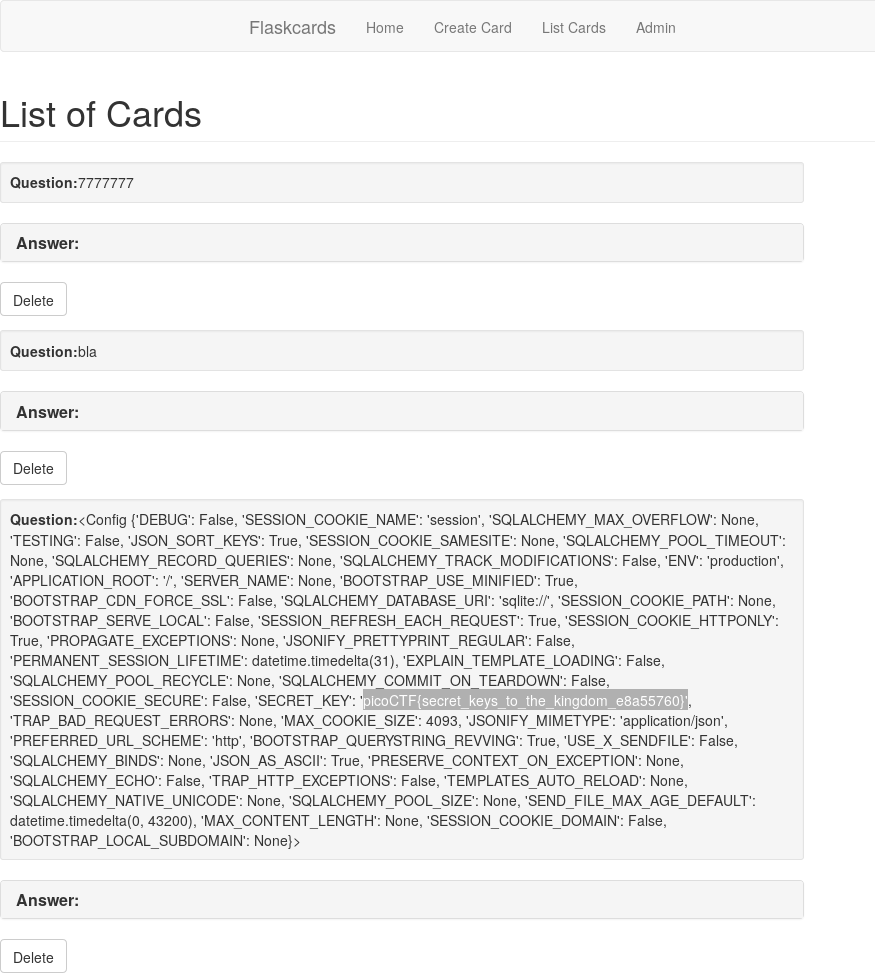 Flaskcards Home Create Card List Cards Admin
List of Cards
Question:7777777
Answer:
Delete
Question:bla
Answer:
Delete
Question:<Config {'DEBUG': False, 'SESSION_COOKIE_NAME': 'session', 'SQLALCHEMY_MAX_OVERFLOW': None,
'TESTING': False, 'JSON_SORT_KEYS': True, 'SESSION_COOKIE_SAMESITE': None, 'SQLALCHEMY_POOL_TIMEOUT':
None, 'SQLALCHEMY_RECORD_QUERIES': None, 'SQLALCHEMY_TRACK_MODIFICATIONS': False, 'ENV': 'production',
'APPLICATION_ROOT': '/', 'SERVER_NAME': None, 'BOOTSTRAP_USE_MINIFIED': True,
'BOOTSTRAP_CDN_FORCE_SSL': False, 'SQLALCHEMY_DATABASE_URI': 'sqlite://', 'SESSION_COOKIE_PATH': None,
'BOOTSTRAP_SERVE_LOCAL': False, 'SESSION_REFRESH_EACH_REQUEST': True, 'SESSION_COOKIE_HTTPONLY':
True, 'PROPAGATE_EXCEPTIONS': None, 'JSONIFY_PRETTYPRINT_REGULAR': False,
'PERMANENT_SESSION_LIFETIME': datetime.timedelta(31), 'EXPLAIN_TEMPLATE_LOADING': False,
'SQLALCHEMY_POOL_RECYCLE': None, 'SQLALCHEMY_COMMIT_ON_TEARDOWN': False,
'SESSION_COOKIE_SECURE': False, 'SECRET_KEY': 'picoCTF{secret_keys_to_the_kingdom_e8a55760}',
'TRAP_BAD_REQUEST_ERRORS': None, 'MAX_COOKIE_SIZE': 4093, 'JSONIFY_MIMETYPE': 'application/json',
'PREFERRED_URL_SCHEME': 'http', 'BOOTSTRAP_QUERYSTRING_REVVING': True, 'USE_X_SENDFILE': False,
'SQLALCHEMY_BINDS': None, 'JSON_AS_ASCII': True, 'PRESERVE_CONTEXT_ON_EXCEPTION': None,
'SQLALCHEMY_ECHO': False, 'TRAP_HTTP_EXCEPTIONS': False, 'TEMPLATES_AUTO_RELOAD': None,
'SQLALCHEMY_NATIVE_UNICODE': None, 'SQLALCHEMY_POOL_SIZE': None, 'SEND_FILE_MAX_AGE_DEFAULT':
datetime.timedelta(0, 43200), 'MAX_CONTENT_LENGTH': None, 'SESSION_COOKIE_DOMAIN': False,
'BOOTSTRAP_LOCAL_SUBDOMAIN': None}>
Answer:
Delete